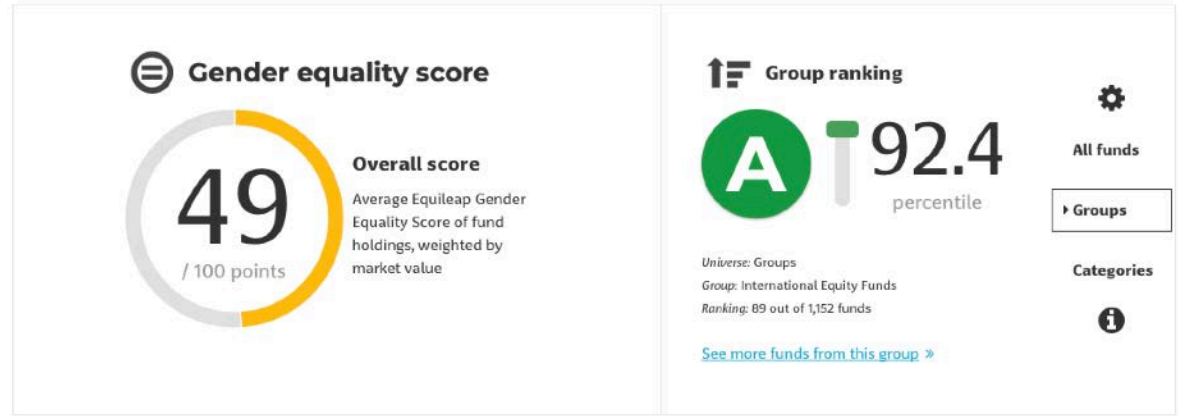 Gender equality score
49
/ 100 points
Overall score
Average Equileap Gender
Equality Score of fund
holdings, weighted by
market value
Group ranking
A
92.4
percentile
Universe: Groups
Group: International Equity Funds
Ranking: 89 out of 1,152 funds
See more funds from this group »
All funds
Groups
Categories